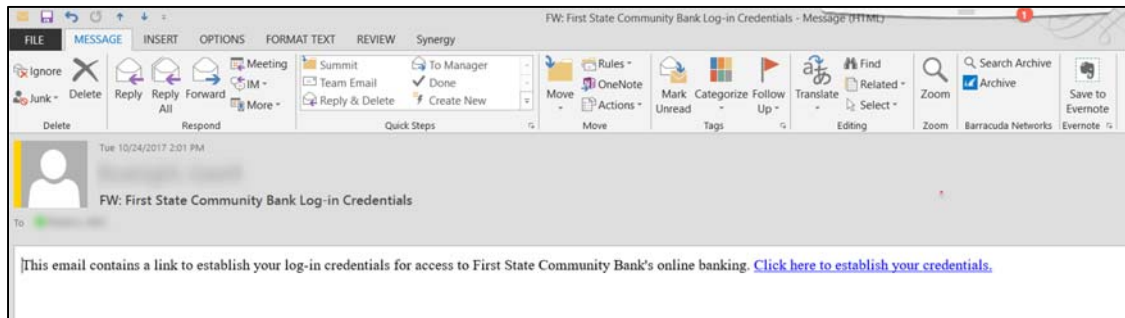 FW: First State Community Bank Log-in Credentials - Message (HTML)
1
FILE MESSAGE INSERT OPTIONS FORMAT TEXT REVIEW Synergy
Ignore
Junk
Delete
Reply
Reply All
Forward
Meeting
IM
More
Summit
Team Email
Reply & Delete
To Manager
Done
Create New
Move
Rules
OneNote
Actions
Mark Unread
Categorize
Follow Up
Translate
Find
Related
Select
Zoom
Search Archive
Archive
Save to Evernote
Delete Respond Quick Steps Move Tags Editing Zoom Barracuda Networks Evernote
Tue 10/24/2017 2:01 PM
FW: First State Community Bank Log-in Credentials
To
This email contains a link to establish your log-in credentials for access to First State Community Bank's online banking. Click here to establish your credentials.